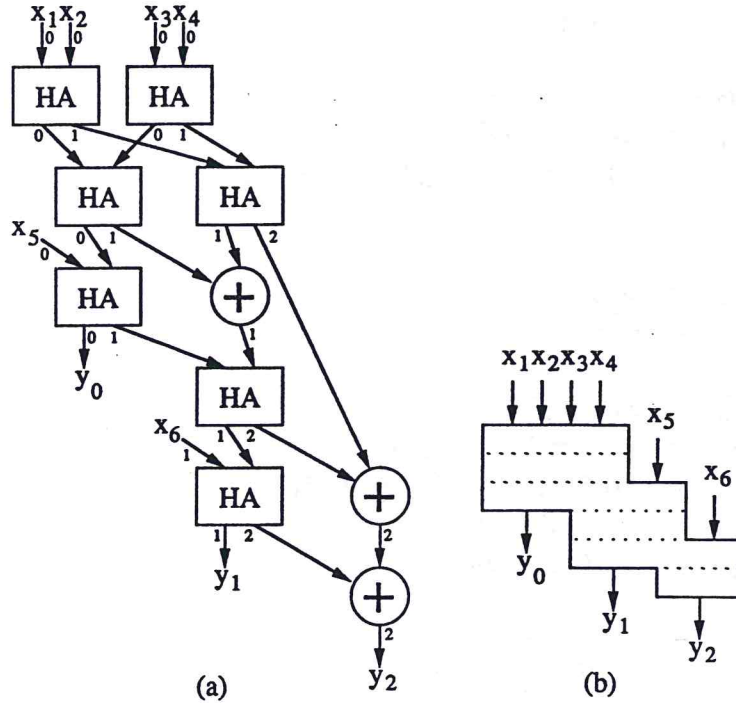 x1 x2 x3 x4
0 0 0 0
HA HA
0 1 0 1
HA HA
x5 0 0 1 1 2
HA +
0 1 1
y0 HA
x6 1 1 2
HA +
1 2 2
y1 +
2
y2
(a)
x1 x2 x3 x4
x5
x6
y0
y1
y2
(b)